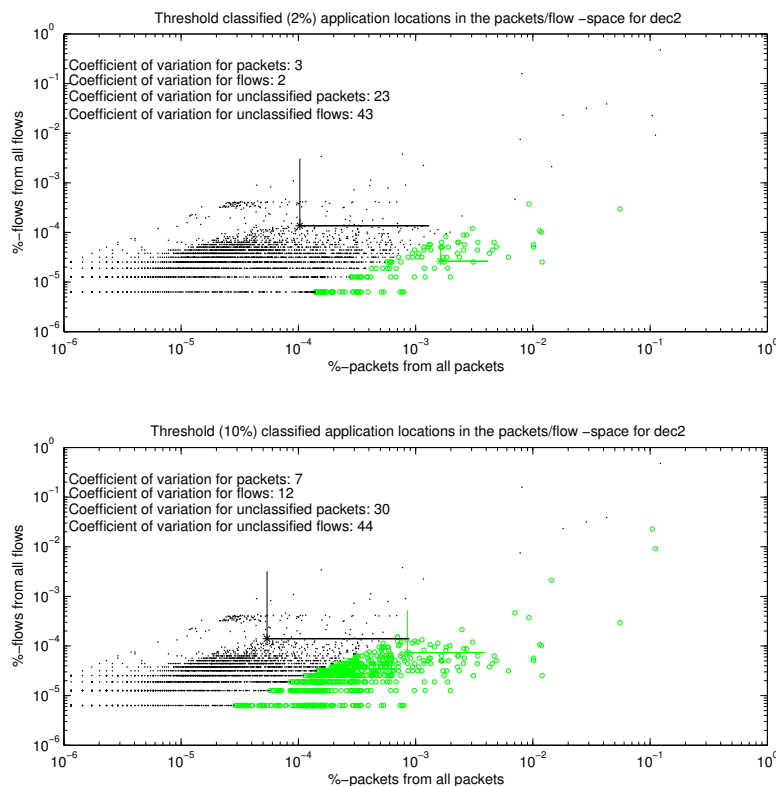 Threshold classified (2%) application locations in the packets/flow −space for dec2
10^0
Coefficient of variation for packets: 3
10^-1
Coefficient of variation for flows: 2
Coefficient of variation for unclassified packets: 23
Coefficient of variation for unclassified flows: 43
10^-2
10^-3
10^-4
10^-5
10^-6
%−flows from all flows
10^-6 10^-5 10^-4 10^-3 10^-2 10^-1 10^0
%−packets from all packets
Threshold (10%) classified application locations in the packets/flow −space for dec2
10^0
Coefficient of variation for packets: 7
10^-1
Coefficient of variation for flows: 12
Coefficient of variation for unclassified packets: 30
Coefficient of variation for unclassified flows: 44
10^-2
10^-3
10^-4
10^-5
10^-6
%−flows from all flows
10^-6 10^-5 10^-4 10^-3 10^-2 10^-1 10^0
%−packets from all packets